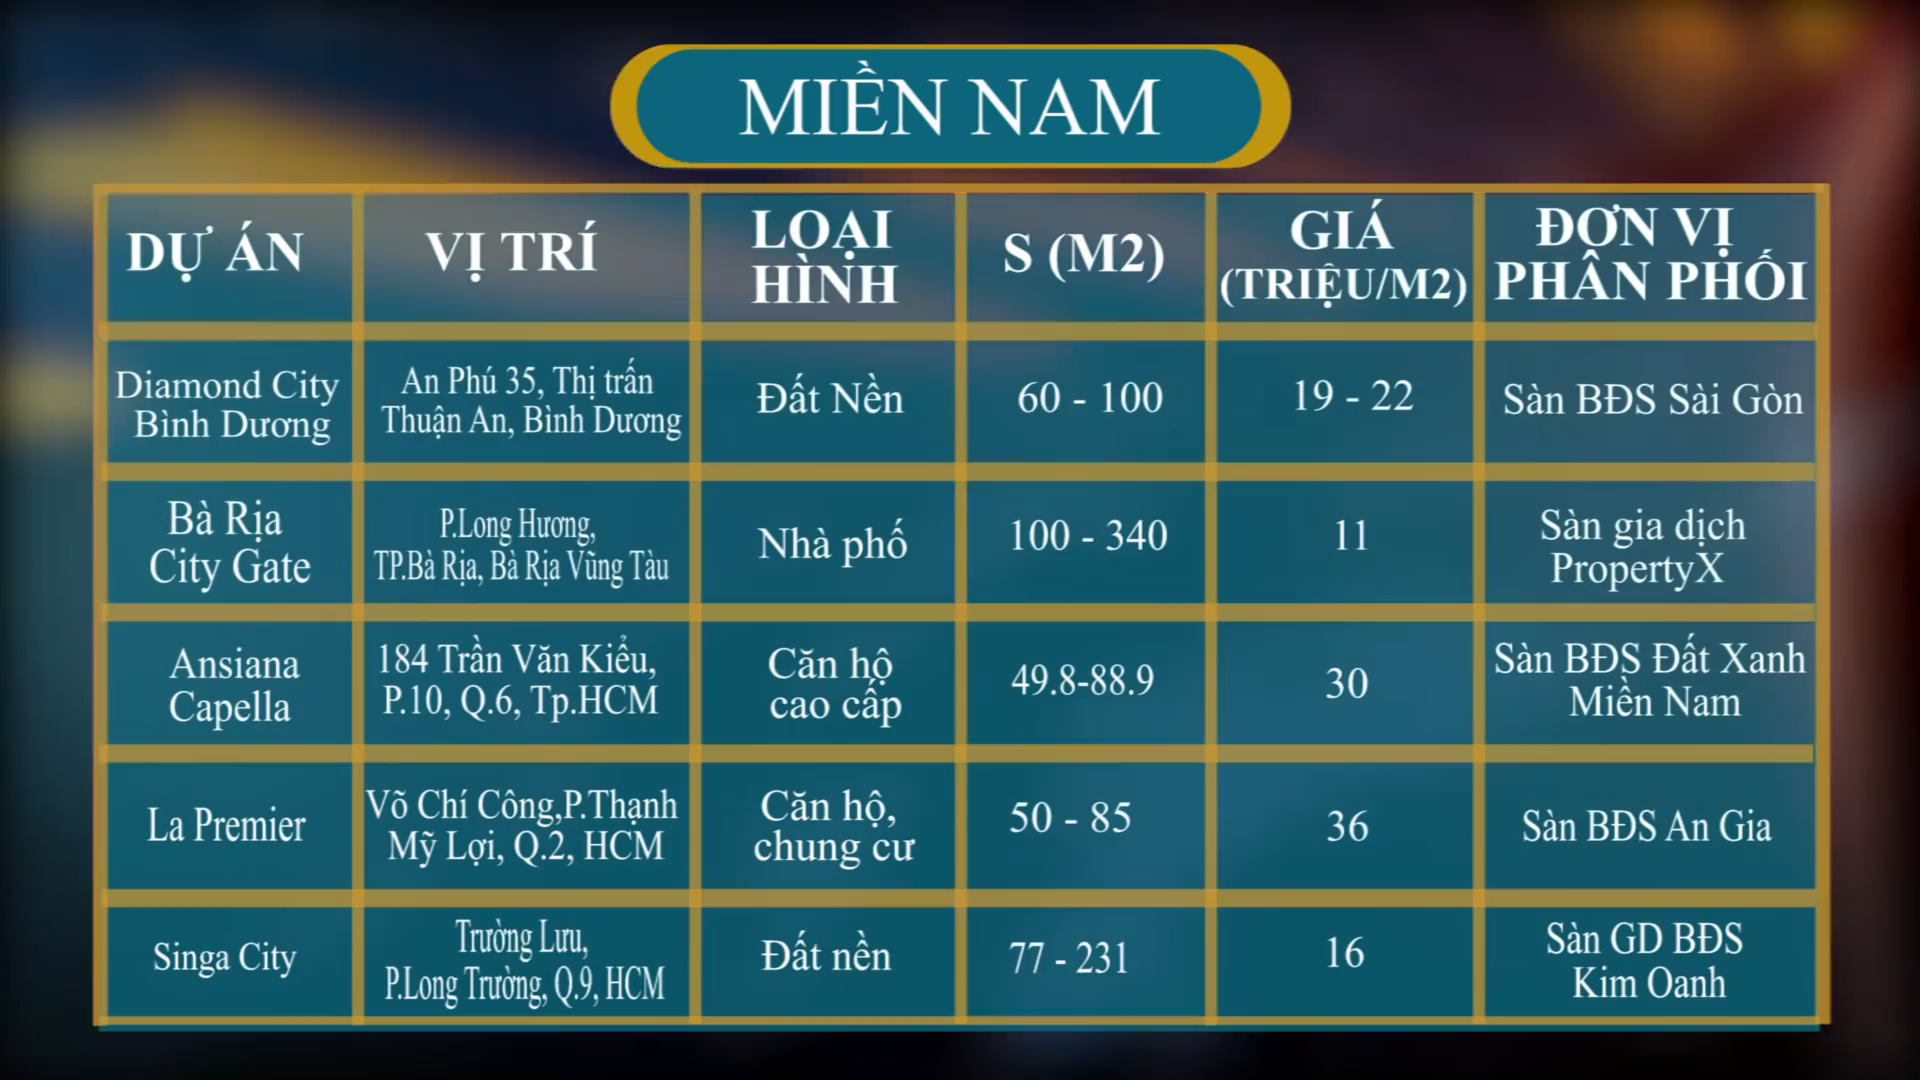 MIỀN NAM
DỰ ÁN
VỊ TRÍ
LOẠI
HÌNH
S (M2)
GIÁ
(TRIỆU/M2)
ĐƠN VỊ
PHÂN PHỐI
Diamond City
Bình Dương
An Phú 35, Thị trấn
Thuận An, Bình Dương
Đất Nền
60 - 100
19 - 22
Sàn BĐS Sài Gòn
Bà Rịa
City Gate
P.Long Hương,
TP.Bà Rịa, Bà Rịa Vũng Tàu
Nhà phố
100 - 340
11
Sàn gia dịch
PropertyX
Ansiana
Capella
184 Trần Văn Kiểu,
P.10, Q.6, Tp.HCM
Căn hộ
cao cấp
49.8-88.9
30
Sàn BĐS Đất Xanh
Miền Nam
La Premier
Võ Chí Công,P.Thạnh
Mỹ Lợi, Q.2, HCM
Căn hộ,
chung cư
50 - 85
36
Sàn BĐS An Gia
Singa City
Trường Lưu,
P.Long Trường, Q.9, HCM
Đất nền
77 - 231
16
Sàn GD BĐS
Kim Oanh